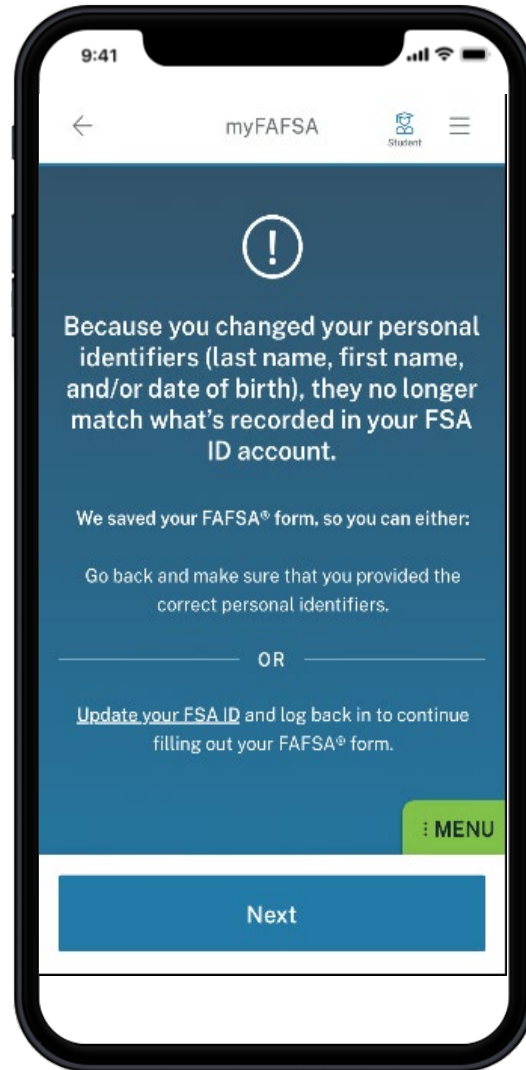 9:41
myFAFSA
Student
!
Because you changed your personal
identifiers (last name, first name,
and/or date of birth), they no longer
match what's recorded in your FSA
ID account.
We saved your FAFSA® form, so you can either:
Go back and make sure that you provided the
correct personal identifiers.
OR
Update your FSA ID and log back in to continue
filling out your FAFSA® form.
MENU
Next